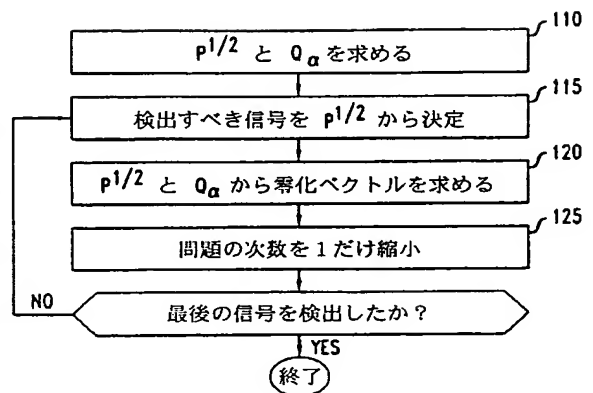 110
P^{1/2} と Q_α を求める
115
検出すべき信号を P^{1/2} から決定
120
P^{1/2} と Q_α から零化ベクトルを求める
125
問題の次数を1だけ縮小
NO
最後の信号を検出したか？
YES
終了